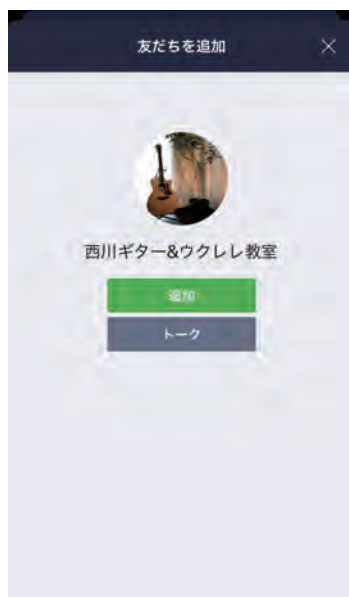 友だちを追加
西川ギター&ウクレレ教室
追加
トーク